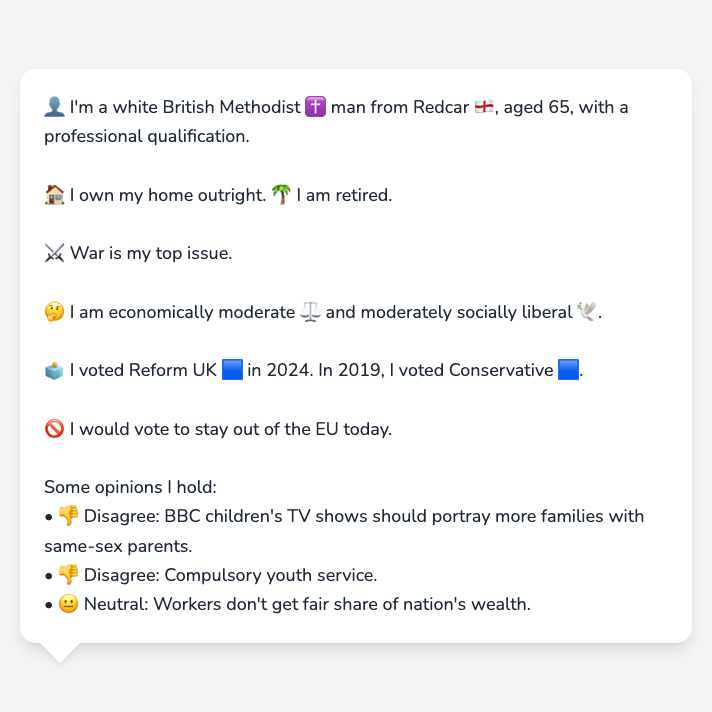 👤 I'm a white British Methodist ✝️ man from Redcar 🏴󠁧󠁢󠁥󠁮󠁧󠁿, aged 65, with a
professional qualification.
🏠 I own my home outright. 🌴 I am retired.
⚔️ War is my top issue.
🤔 I am economically moderate ⚖️ and moderately socially liberal 🕊️.
🗳️ I voted Reform UK 🟦 in 2024. In 2019, I voted Conservative 🟦.
🚫 I would vote to stay out of the EU today.
Some opinions I hold:
• 👎 Disagree: BBC children's TV shows should portray more families with
same-sex parents.
• 👎 Disagree: Compulsory youth service.
• 😐 Neutral: Workers don't get fair share of nation's wealth.